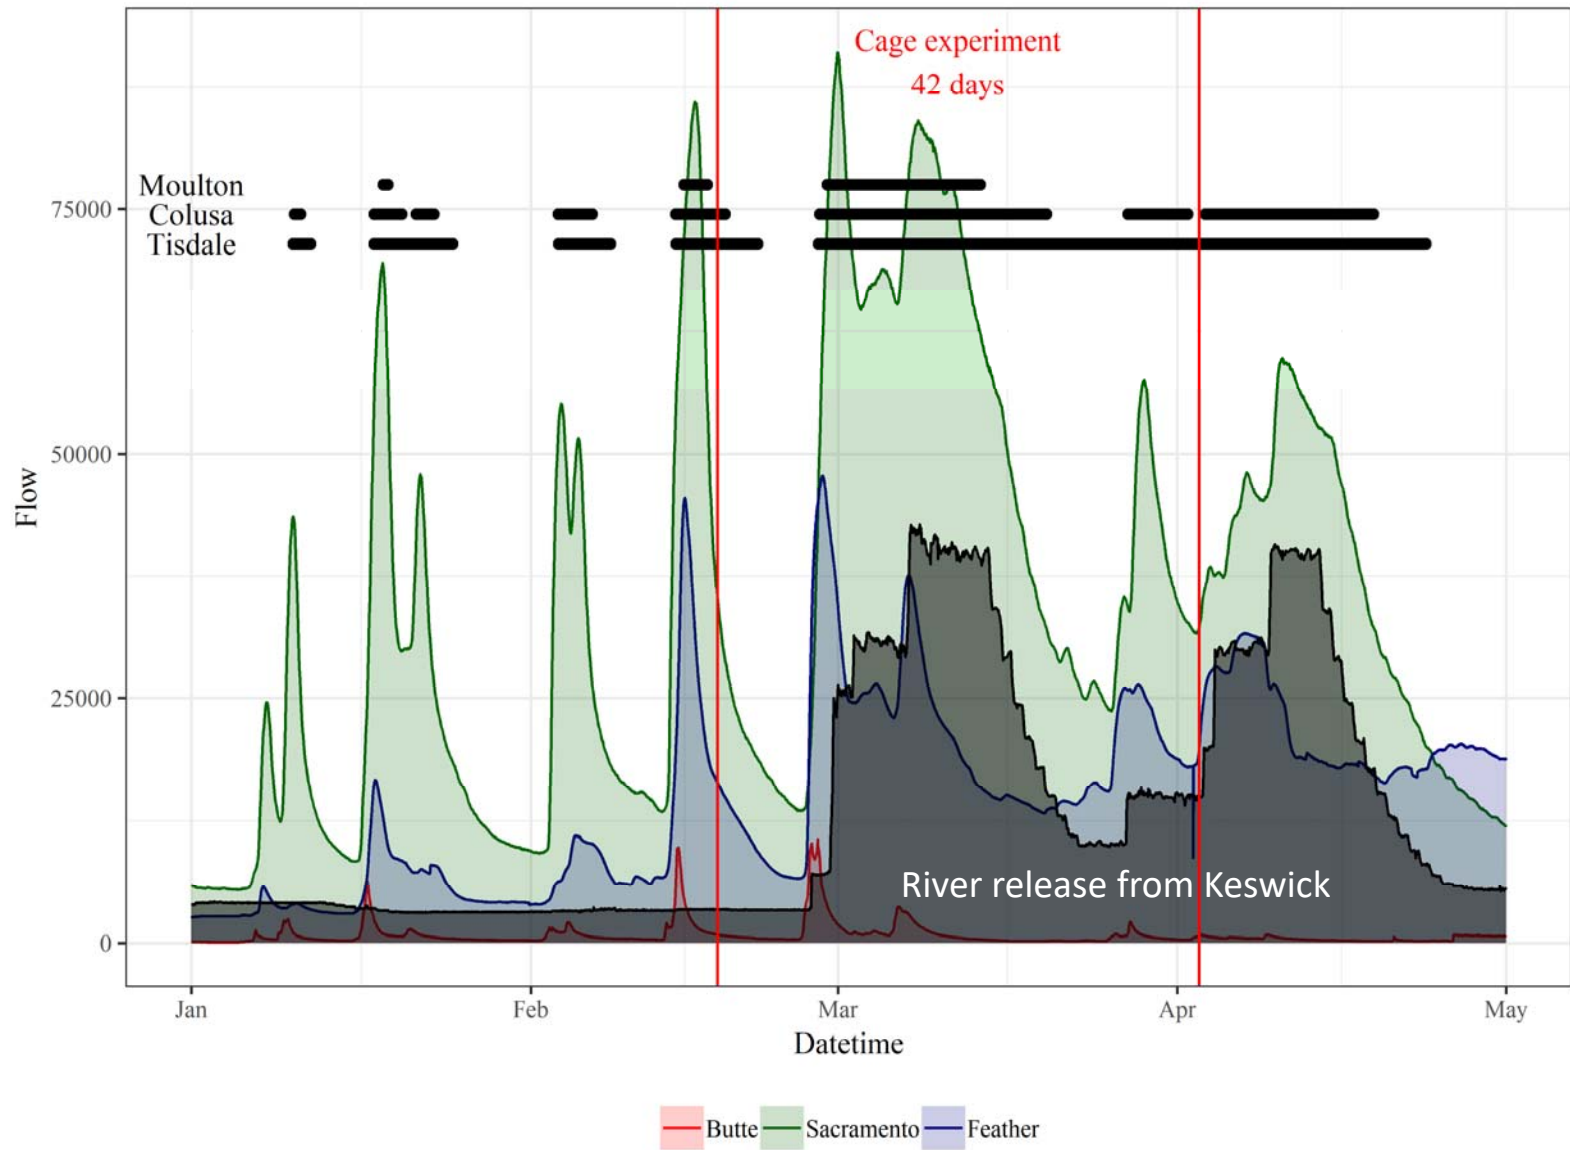 Cage experiment
42 days
Moulton
Colusa
Tisdale
75000
50000
25000
0
Flow
River release from Keswick
Jan Feb Mar Apr May
Datetime
Butte Sacramento Feather